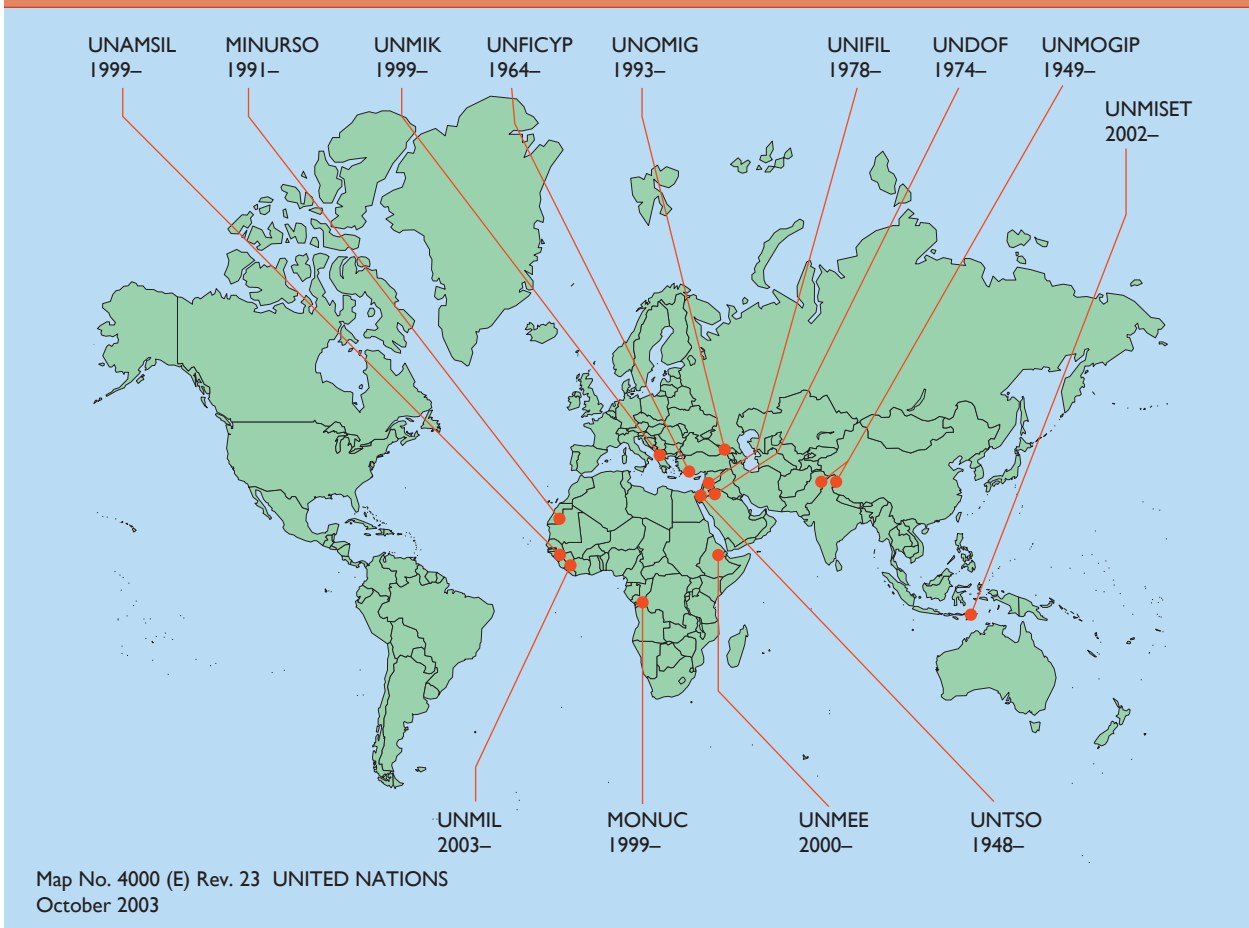 UNAMSIL
1999–
MINURSO
1991–
UNMIK
1999–
UNFICYP
1964–
UNOMIG
1993–
UNIFIL
1978–
UNDOF
1974–
UNMOGIP
1949–
UNMISET
2002–
UNMIL
2003–
MONUC
1999–
UNMEE
2000–
UNTSO
1948–
Map No. 4000 (E) Rev. 23 UNITED NATIONS
October 2003